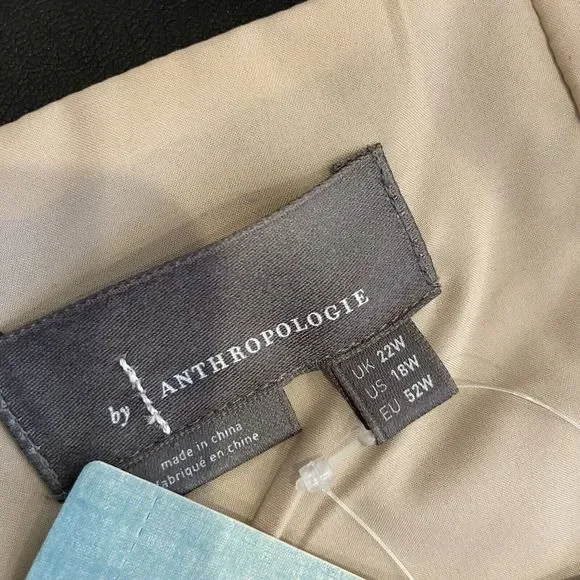 by ANTHROPOLOGIE
UK 22W
US 18W
EU 52W
made in china
fabriqué en chine